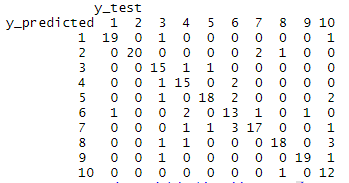 y_test
y_predicted 1 2 3 4 5 6 7 8 9 10
1 19 0 1 0 0 0 0 0 0 1
2 0 20 0 0 0 0 2 1 0 0
3 0 0 15 1 1 0 0 0 0 0
4 0 0 1 15 0 2 0 0 0 0
5 0 0 1 0 18 2 0 0 0 2
6 1 0 0 2 0 13 1 0 1 0
7 0 0 0 1 1 3 17 0 0 1
8 0 0 1 1 0 0 0 18 0 3
9 0 0 1 0 0 0 0 0 19 1
10 0 0 0 0 0 0 0 1 0 12